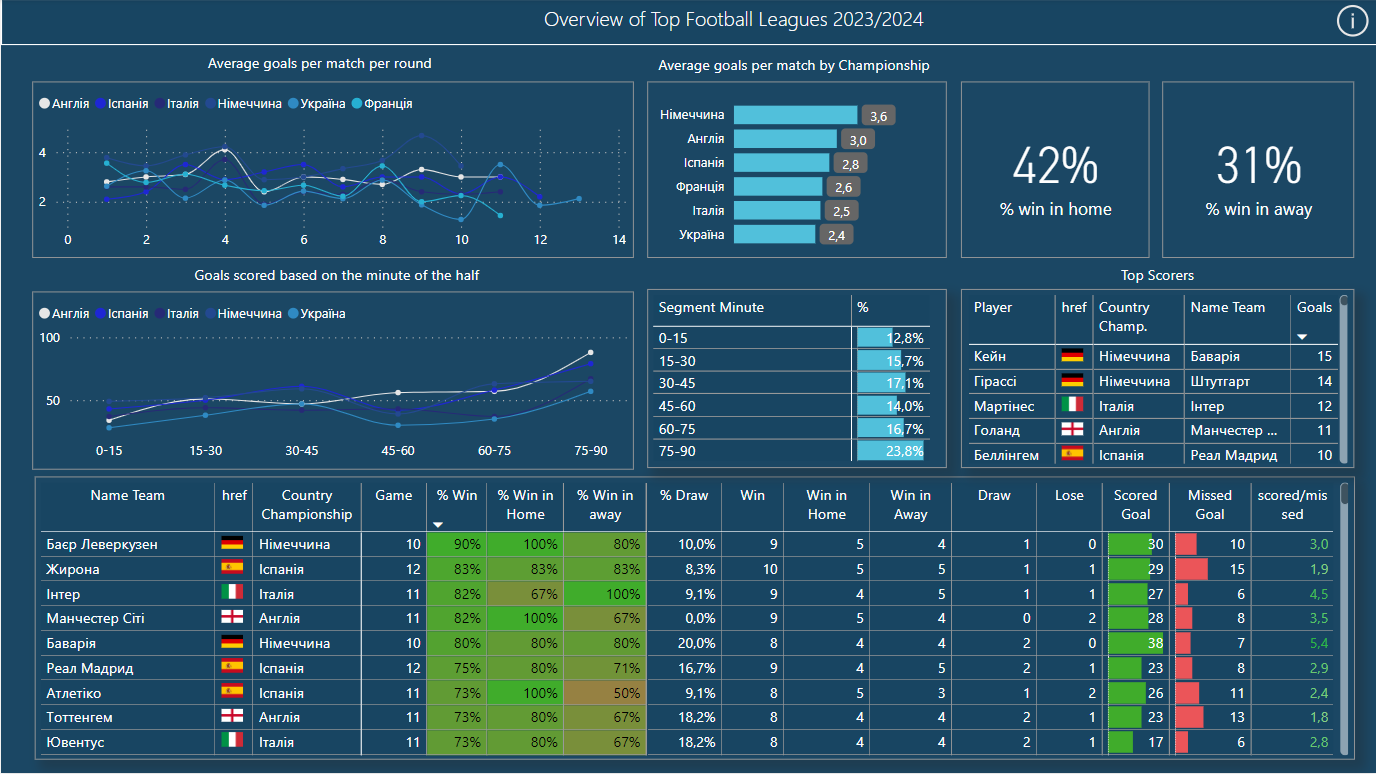 Overview of Top Football Leagues 2023/2024
i
Average goals per match per round
Англія Іспанія Італія Німеччина Україна Франція
4
2
0 2 4 6 8 10 12 14
Average goals per match by Championship
Німеччина 3,6
Англія 3,0
Іспанія 2,8
Франція 2,6
Італія 2,5
Україна 2,4
42%
% win in home
31%
% win in away
Goals scored based on the minute of the half
Англія Іспанія Італія Німеччина Україна
100
50
0-15 15-30 30-45 45-60 60-75 75-90
Segment Minute %
0-15 12,8%
15-30 15,7%
30-45 17,1%
45-60 14,0%
60-75 16,7%
75-90 23,8%
Top Scorers
Player href Country Name Team Goals
Champ.
Кейн Німеччина Баварія 15
Гірассі Німеччина Штутгарт 14
Мартінес Італія Інтер 12
Голанд Англія Манчестер ... 11
Беллінгем Іспанія Реал Мадрид 10
Name Team href Country Game % Win % Win in % Win in % Draw Win Win in Win in Draw Lose Scored Missed scored/mis
Championship Home away Home Away Goal Goal sed
Баєр Леверкузен Німеччина 10 90% 100% 80% 10,0% 9 5 4 1 0 30 10 3,0
Жирона Іспанія 12 83% 83% 83% 8,3% 10 5 5 1 1 29 15 1,9
Інтер Італія 11 82% 67% 100% 9,1% 9 4 5 1 1 27 6 4,5
Манчестер Сіті Англія 11 82% 100% 67% 0,0% 9 5 4 0 2 28 8 3,5
Баварія Німеччина 10 80% 80% 80% 20,0% 8 4 4 2 0 38 7 5,4
Реал Мадрид Іспанія 12 75% 80% 71% 16,7% 9 4 5 2 1 23 8 2,9
Атлетіко Іспанія 11 73% 100% 50% 9,1% 8 5 3 1 2 26 11 2,4
Тоттенгем Англія 11 73% 80% 67% 18,2% 8 4 4 2 1 23 13 1,8
Ювентус Італія 11 73% 80% 67% 18,2% 8 4 4 2 1 17 6 2,8